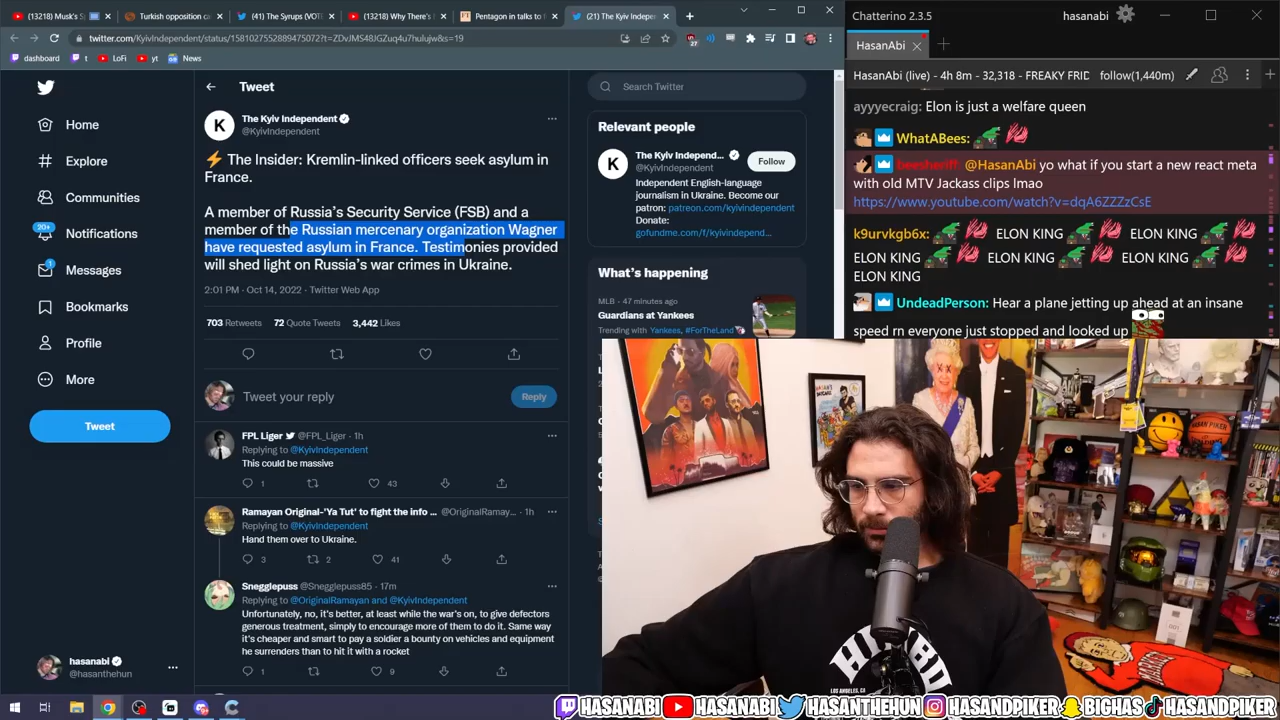 (13218) Musk's S
Turkish opposition ca
(41) The Syrups (VOT
(13218) Why There's
Pentagon in talks to
(21) The Kyiv Indepe
twitter.com/KyivIndependent/status/1581027552889475072?t=ZDvJMS48JGZuq4u7hulujw&s=19
27
dashboard
t
LoFi
yt
News
Home
Explore
Communities
20+
Notifications
1
Messages
Bookmarks
Profile
More
Tweet
hasanabi
@hasanthehun
Tweet
The Kyiv Independent
@KyivIndependent
⚡ The Insider: Kremlin-linked officers seek asylum in
France.
A member of Russia's Security Service (FSB) and a
member of the Russian mercenary organization Wagner
have requested asylum in France. Testimonies provided
will shed light on Russia's war crimes in Ukraine.
2:01 PM · Oct 14, 2022 · Twitter Web App
703 Retweets 72 Quote Tweets 3,442 Likes
Tweet your reply
Reply
FPL Liger @FPL_Liger · 1h
Replying to @KyivIndependent
This could be massive
1
43
Ramayan Original-'Ya Tut' to fight the info ... @OriginalRamay... · 1h
Replying to @KyivIndependent
Hand them over to Ukraine.
3
2
41
Snegglepuss @Snegglepuss85 · 17m
Replying to @OriginalRamayan and @KyivIndependent
Unfortunately, no, it's better, at least while the war's on, to give defectors
generous treatment, simply to encourage more of them to do it. Same way
it's cheaper and smart to pay a soldier a bounty on vehicles and equipment
he surrenders than to hit it with a rocket
1
9
Search Twitter
Relevant people
The Kyiv Independ...
@KyivIndependent
Follow
Independent English-language
journalism in Ukraine. Become our
patron: patreon.com/kyivindependent
Donate:
gofundme.com/f/kyivindepend...
What's happening
MLB · 47 minutes ago
Guardians at Yankees
Trending with Yankees, #ForTheLand
Chatterino 2.3.5
hasanabi
HasanAbi
HasanAbi (live) - 4h 8m - 32,318 - FREAKY FRID
follow(1,440m)
ayyyecraig: Elon is just a welfare queen
WhatABees:
beesheriff: @HasanAbi yo what if you start a new react meta
with old MTV Jackass clips lmao
https://www.youtube.com/watch?v=dqA6ZZZzCsE
k9urvkgb6x: ELON KING ELON KING
ELON KING ELON KING ELON KING
ELON KING
UndeadPerson: Hear a plane jetting up ahead at an insane
speed rn everyone just stopped and looked up
LOS ANGELES, CA
HASANABI HASANABI HASANTHEHUN HASANDPIKER BIGHAS HASANDPIKER